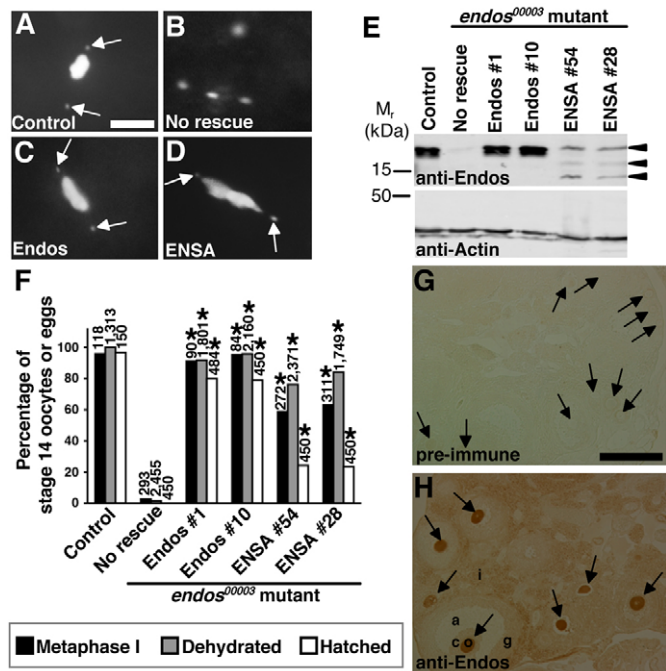 A
Control
B
No rescue
C
Endos
D
ENSA
E
endos00003 mutant
Control
No rescue
Endos #1
Endos #10
ENSA #54
ENSA #28
Mr
(kDa)
15
anti-Endos
50
anti-Actin
F
Percentage of
stage 14 oocytes or eggs
100
80
60
40
20
0
118
1,313
150
293
2,455
450
90*
1,801*
484*
84*
2,160*
450*
272*
2,371*
450*
311*
1,749*
450*
Control
No rescue
Endos #1
Endos #10
ENSA #54
ENSA #28
endos00003 mutant
Metaphase I
Dehydrated
Hatched
G
pre-immune
H
i
a
c
o
g
anti-Endos